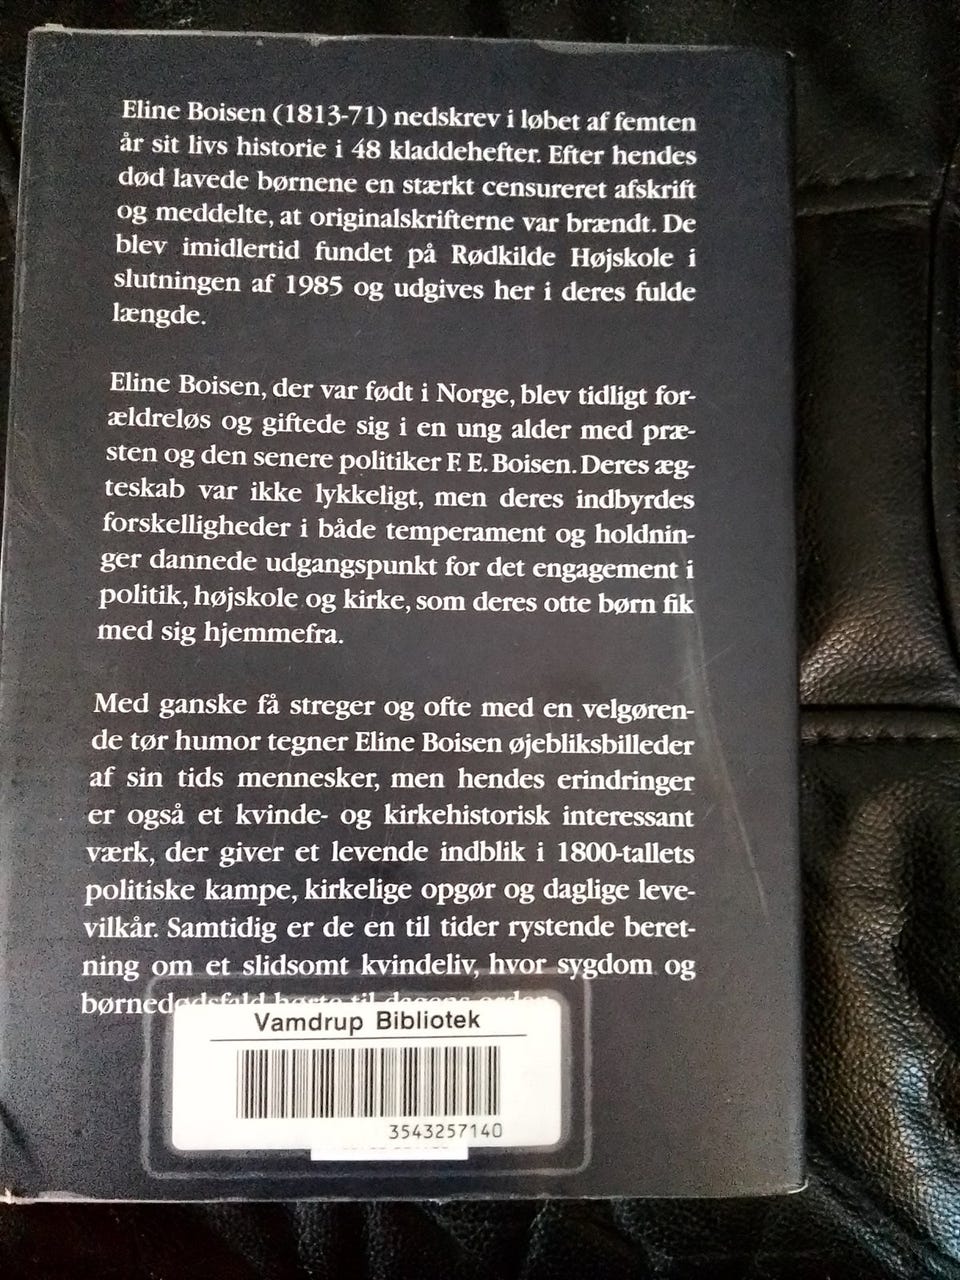 Eline Boisen (1813-71) nedskrev i løbet af femten
år sit livs historie i 48 kladdehefter. Efter hendes
død lavede børnene en stærkt censureret afskrift
og meddelte, at originalskrifterne var brændt. De
blev imidlertid fundet på Rødkilde Højskole i
slutningen af 1985 og udgives her i deres fulde
længde.
Eline Boisen, der var født i Norge, blev tidligt for-
ældreløs og giftede sig i en ung alder med præ-
sten og den senere politiker F. E. Boisen. Deres æg-
teskab var ikke lykkeligt, men deres indbyrdes
forskelligheder i både temperament og holdnin-
ger dannede udgangspunkt for det engagement i
politik, højskole og kirke, som deres otte børn fik
med sig hjemmefra.
Med ganske få streger og ofte med en velgøren-
de tør humor tegner Eline Boisen øjebliksbilleder
af sin tids mennesker, men hendes erindringer
er også et kvinde- og kirkehistorisk interessant
værk, der giver et levende indblik i 1800-tallets
politiske kampe, kirkelige opgør og daglige leve-
vilkår. Samtidig er de en til tider rystende beret-
ning om et slidsomt kvindeliv, hvor sygdom og
børnedødsfald hørte til dagens orden.
Vamdrup Bibliotek
3543257140